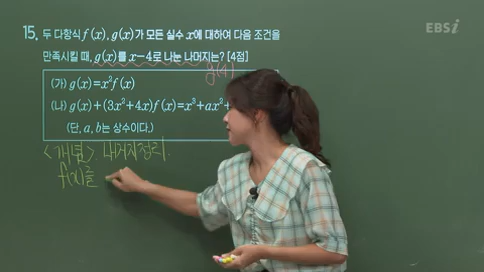 EBSi
15. 두 다항식 f(x), g(x)가 모든 실수 x에 대하여 다음 조건을
만족시킬 때, g(x)를 x-4로 나눈 나머지는? [4점]
g(4)
(가) g(x)=x²f(x)
(나) g(x)+(3x²+4x)f(x)=x³+ax²+
(단, a, b는 상수이다.)
<개념>. 나머지정리.
f(x)를